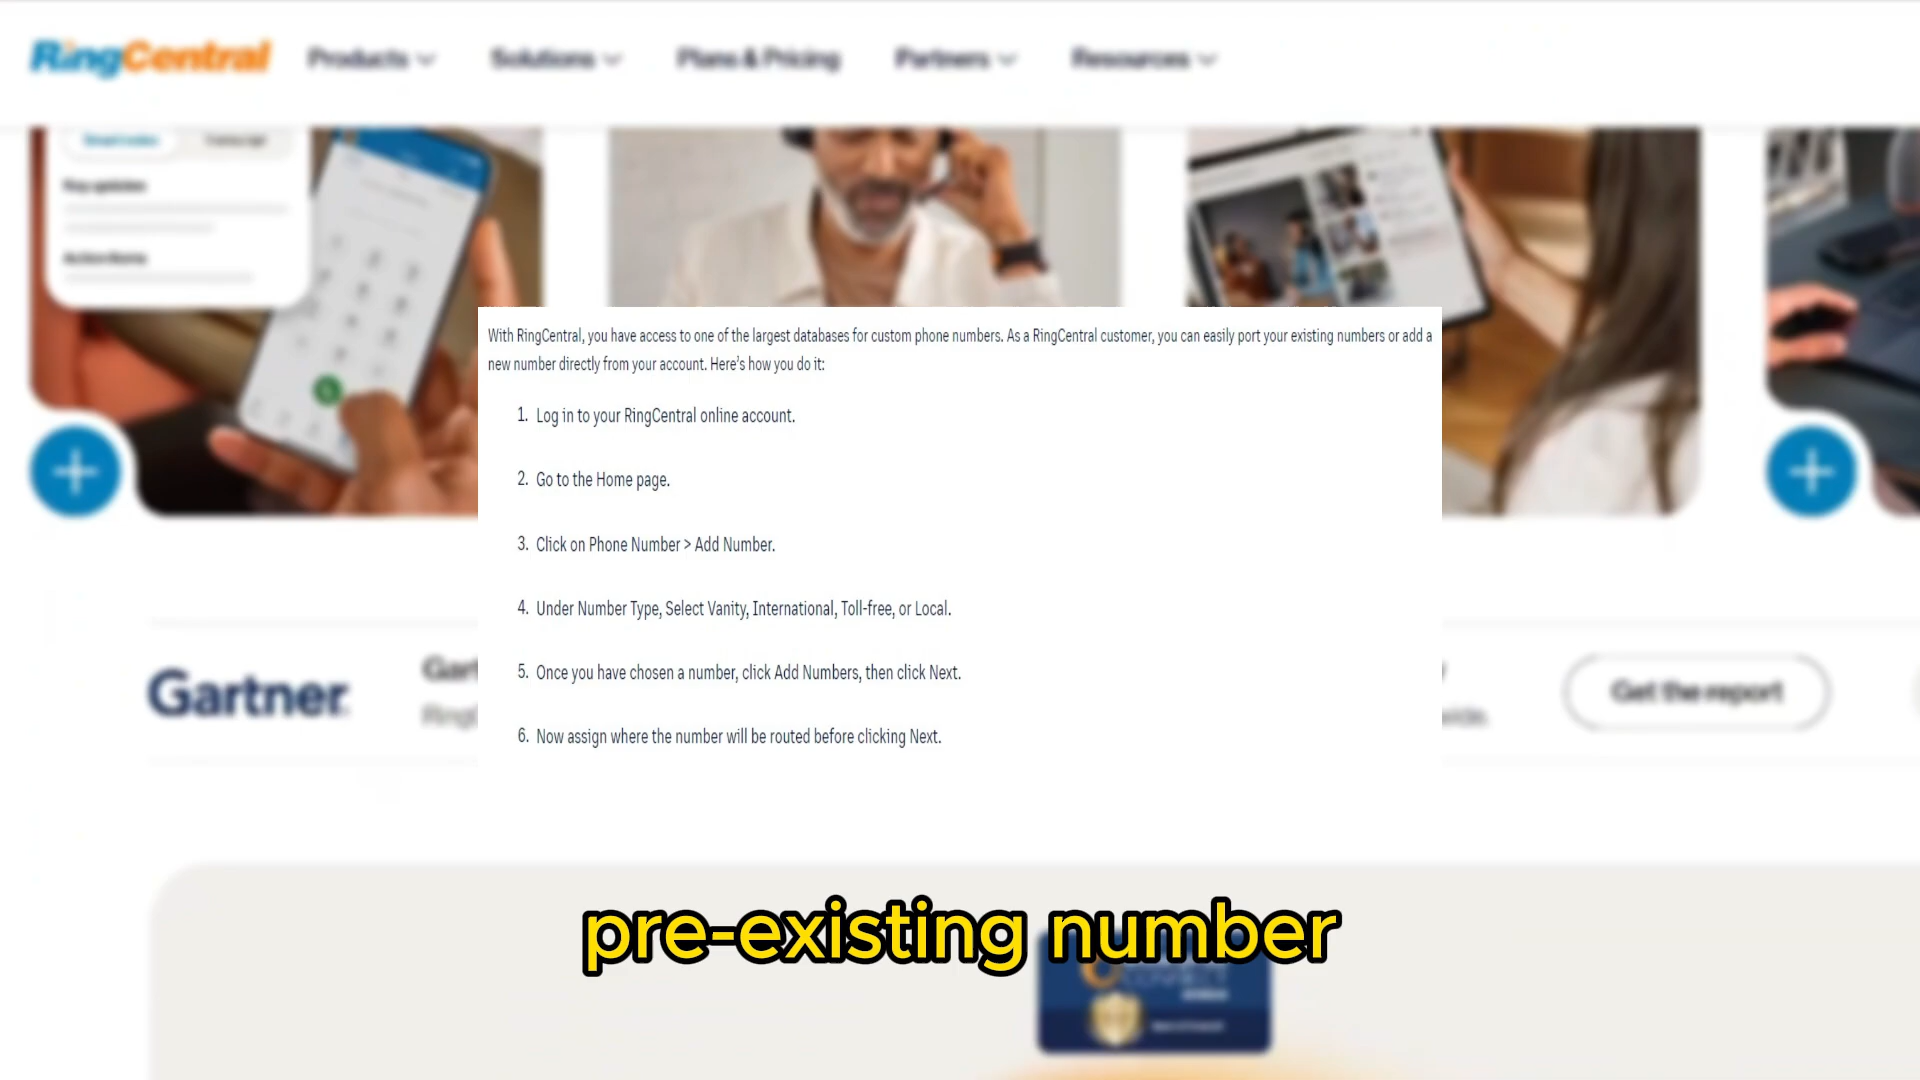 RingCentral Products Solutions Plans & Pricing Partners Resources
Key updates
Action items
With RingCentral, you have access to one of the largest databases for custom phone numbers. As a RingCentral customer, you can easily port your existing numbers or add a
new number directly from your account. Here's how you do it:
1. Log in to your RingCentral online account.
2. Go to the Home page.
3. Click on Phone Number > Add Number.
4. Under Number Type, Select Vanity, International, Toll-free, or Local.
5. Once you have chosen a number, click Add Numbers, then click Next.
6. Now assign where the number will be routed before clicking Next.
Gartner
Get the report
pre-existing number